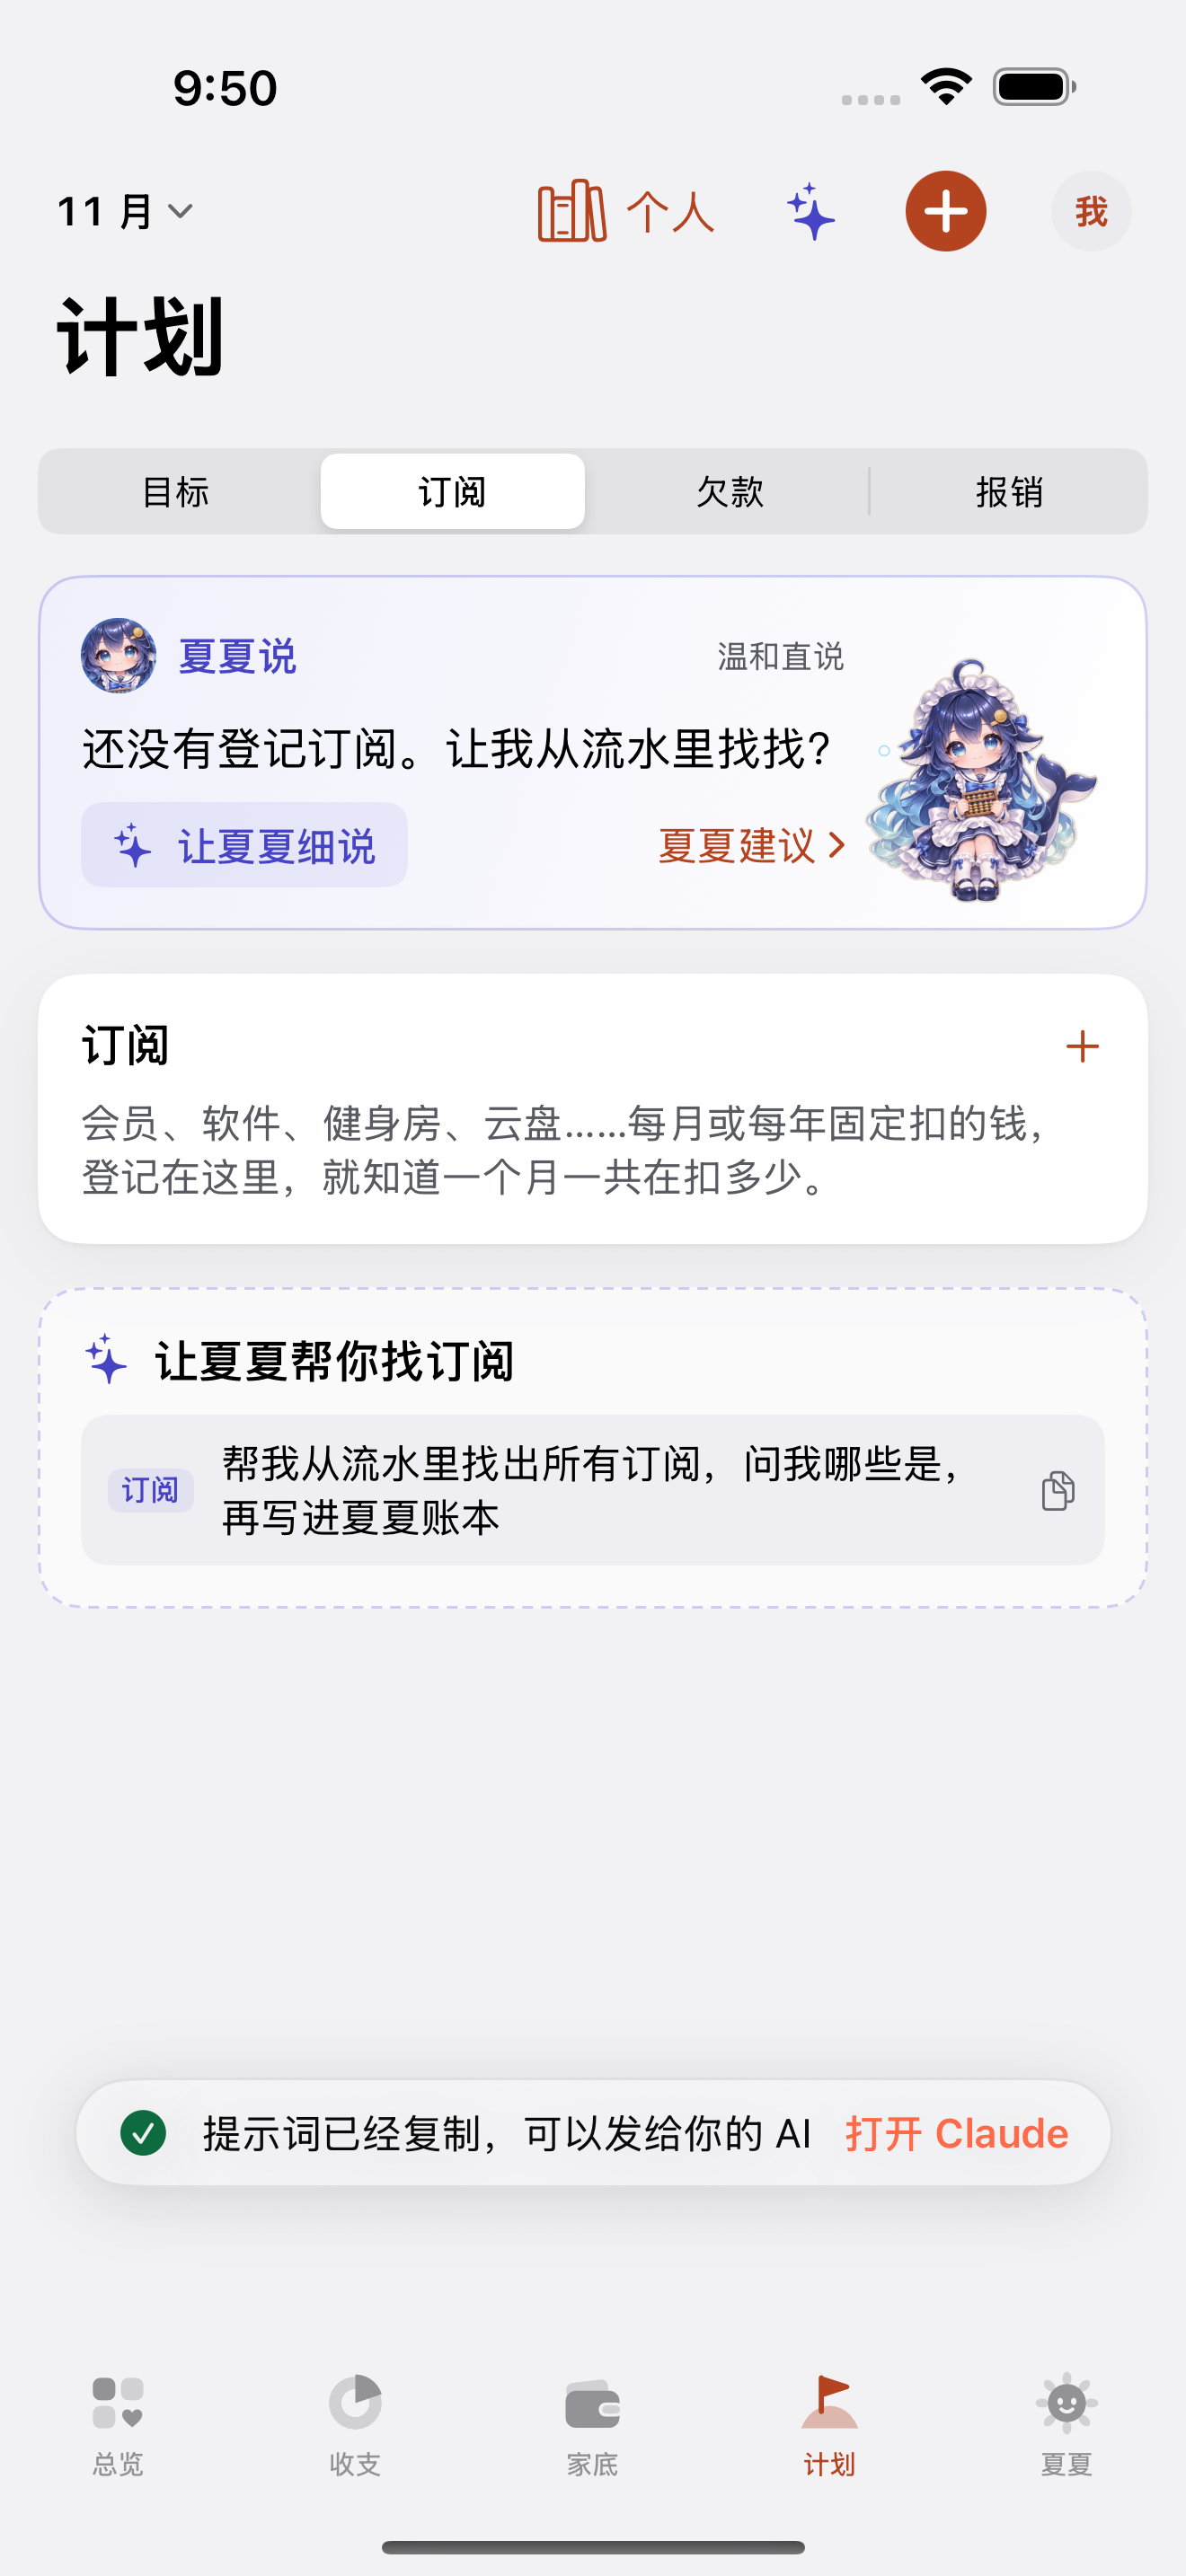 9:50
11 月
个人
我
计划
目标
订阅
欠款
报销
夏夏说
温和直说
还没有登记订阅。让我从流水里找找?
让夏夏细说
夏夏建议
订阅
会员、软件、健身房、云盘……每月或每年固定扣的钱，
登记在这里，就知道一个月一共在扣多少。
让夏夏帮你找订阅
订阅
帮我从流水里找出所有订阅，问我哪些是，
再写进夏夏账本
提示词已经复制，可以发给你的 AI
打开 Claude
总览
收支
家底
计划
夏夏